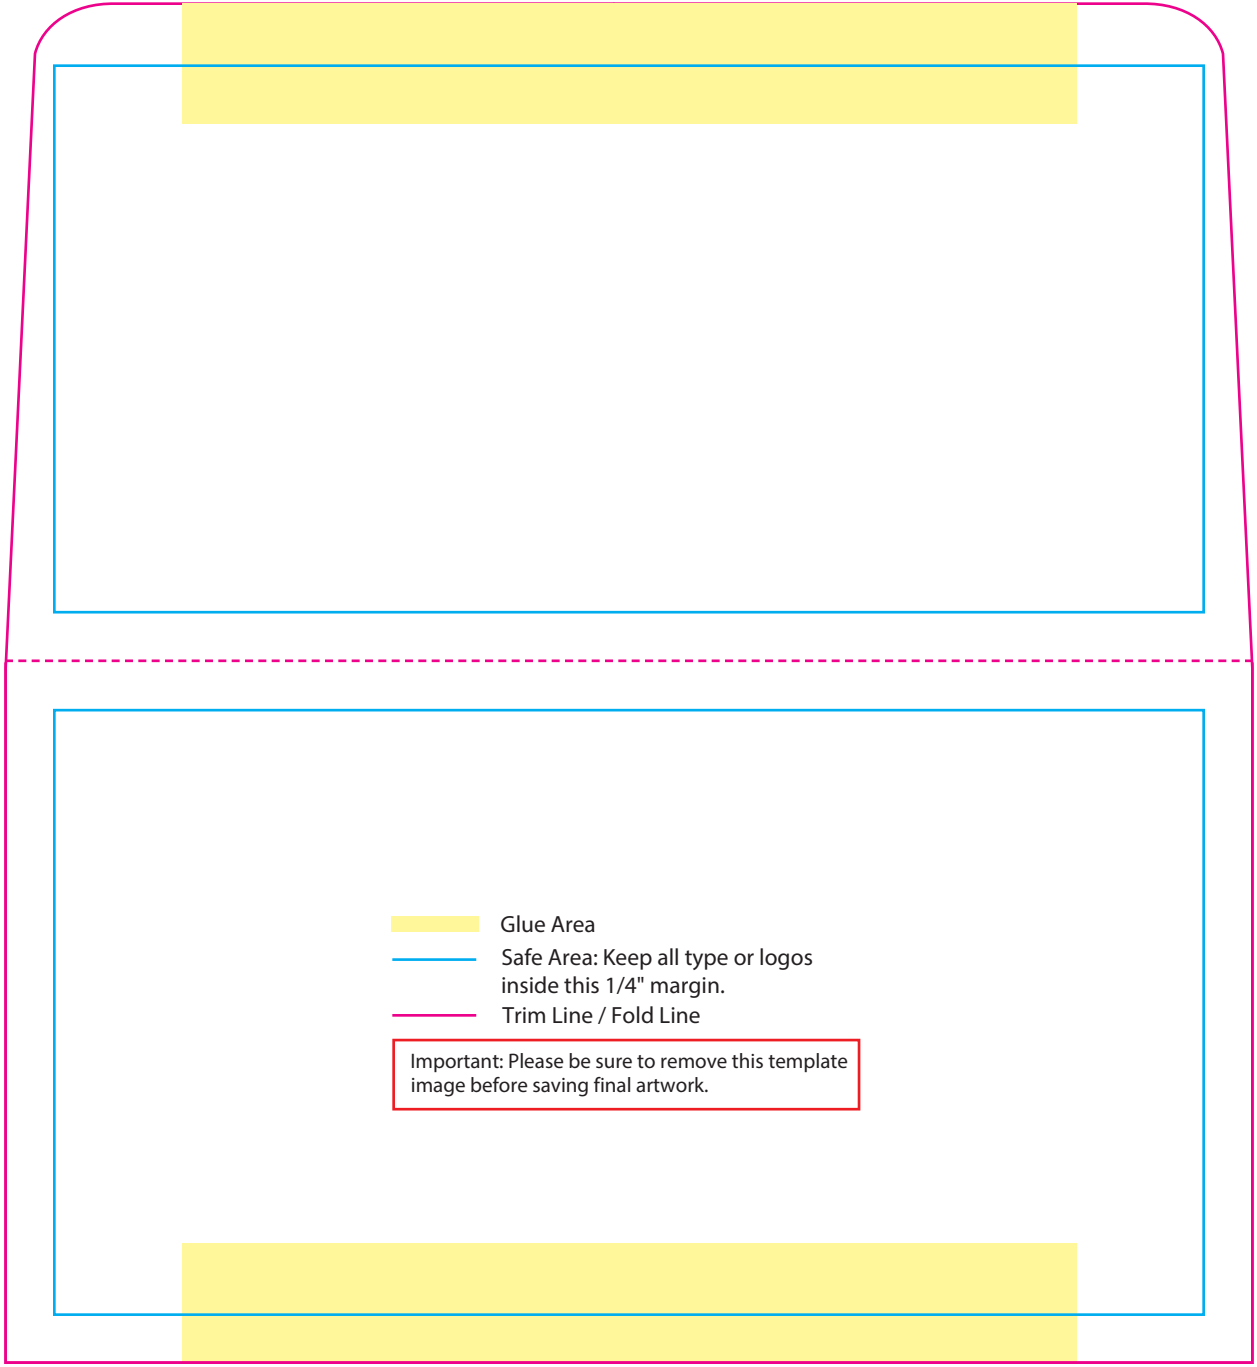 Glue Area
Safe Area: Keep all type or logos
inside this 1/4" margin.
Trim Line / Fold Line
Important: Please be sure to remove this template
image before saving final artwork.